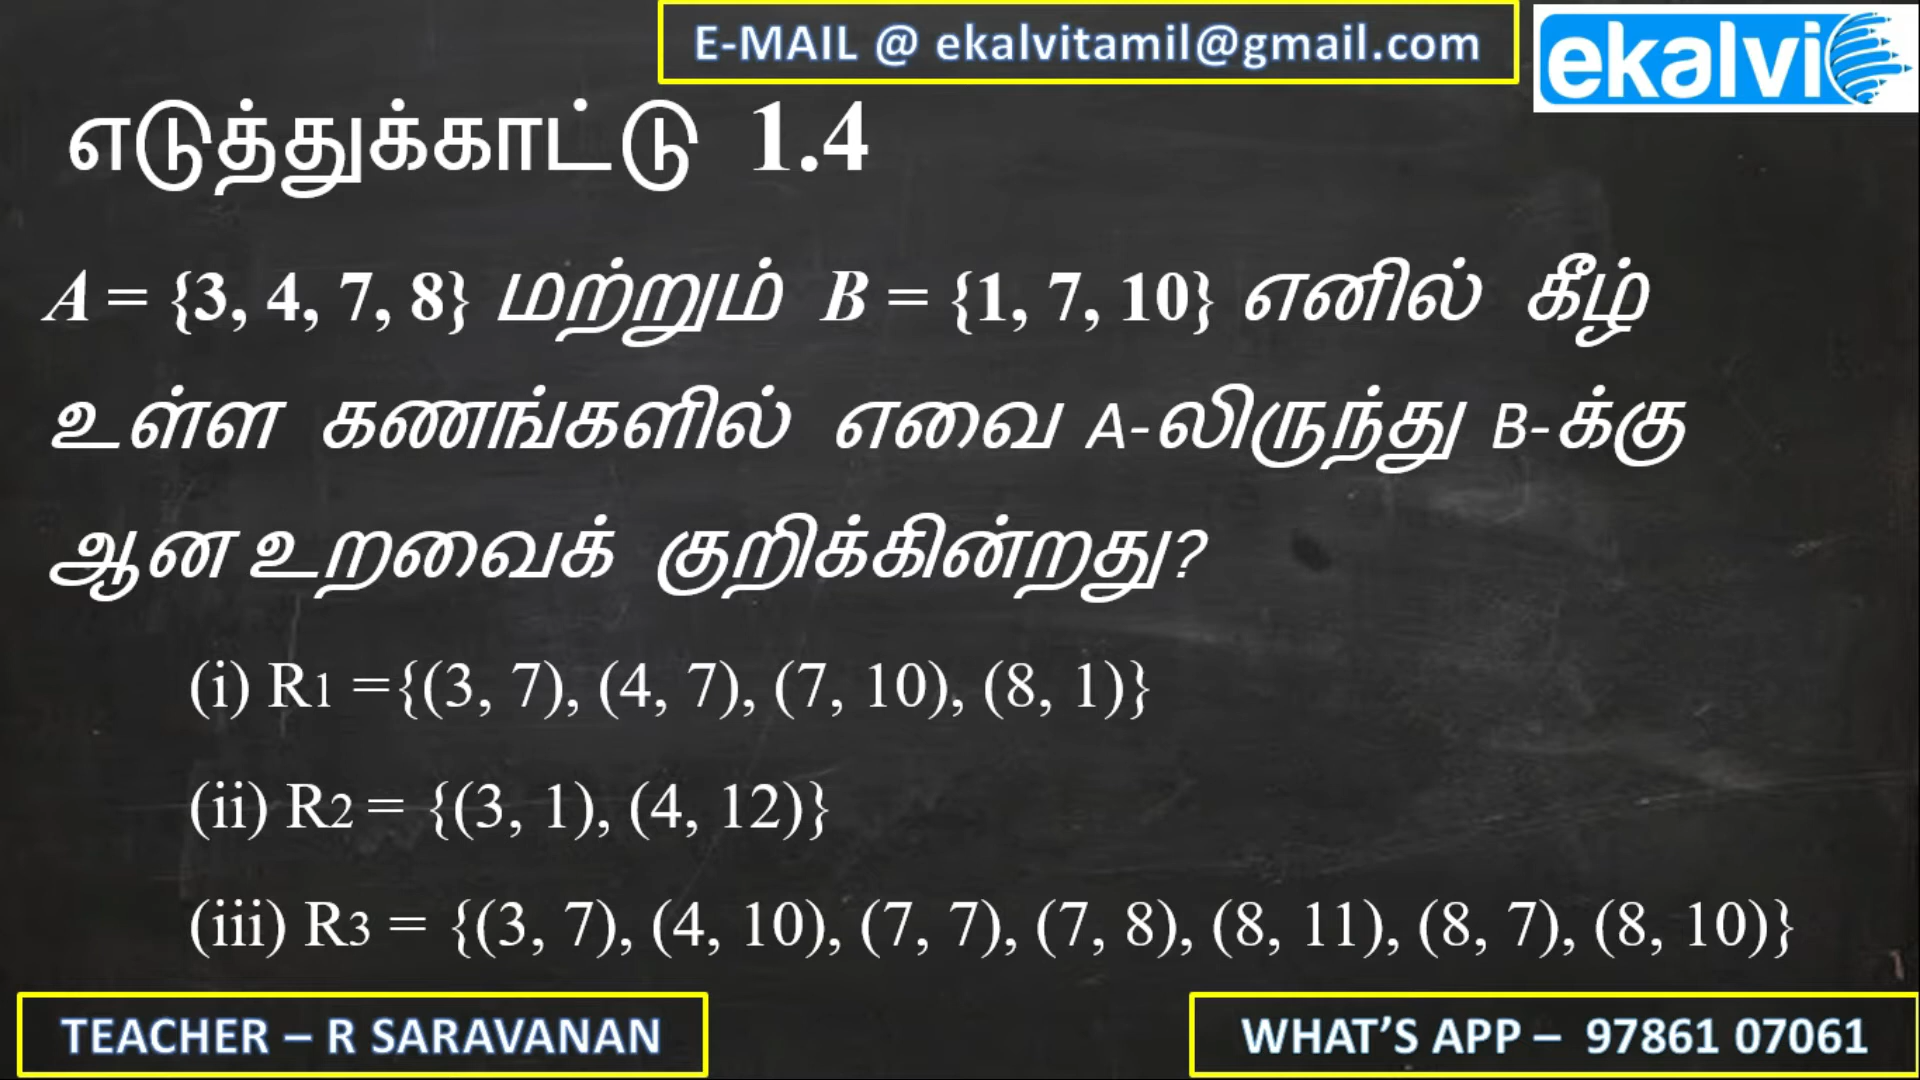 E-MAIL @ ekalvitamil@gmail.com
ekalvi
எடுத்துக்காட்டு 1.4
A = {3, 4, 7, 8} மற்றும் B = {1, 7, 10} எனில் கீழ்
உள்ள கணங்களில் எவை A-லிருந்து B-க்கு
ஆன உறவைக் குறிக்கின்றது?
(i) R1 ={(3, 7), (4, 7), (7, 10), (8, 1)}
(ii) R2 = {(3, 1), (4, 12)}
(iii) R3 = {(3, 7), (4, 10), (7, 7), (7, 8), (8, 11), (8, 7), (8, 10)}
TEACHER – R SARAVANAN
WHAT’S APP – 97861 07061